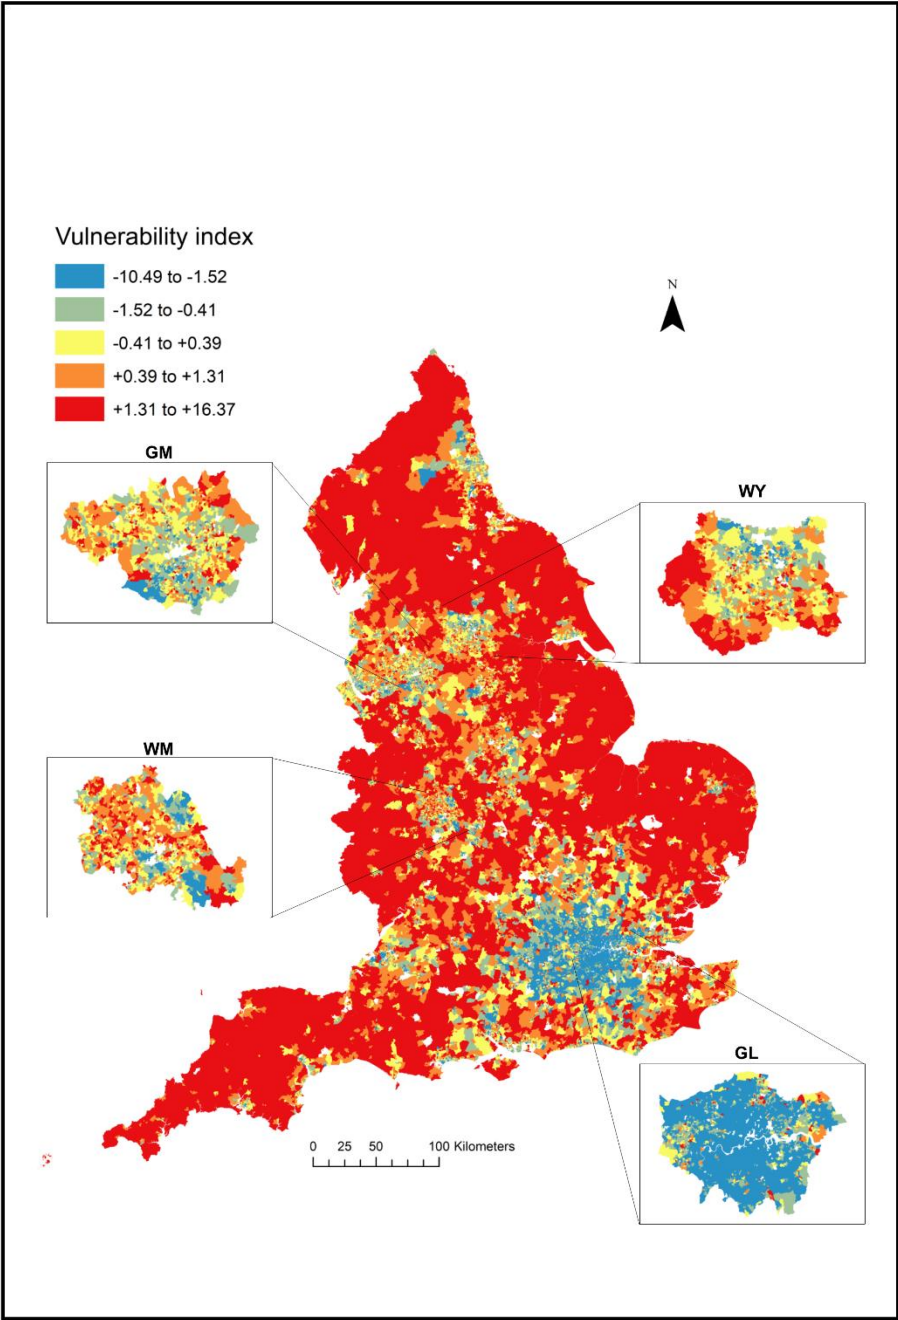 Vulnerability index
-10.49 to -1.52
-1.52 to -0.41
-0.41 to +0.39
+0.39 to +1.31
+1.31 to +16.37
N
GM
WY
WM
GL
0 25 50 100 Kilometers